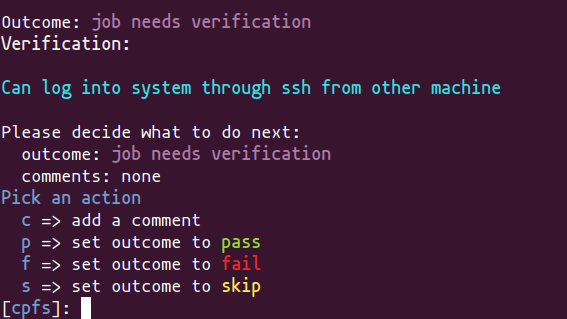 Outcome: job needs verification
Verification:
Can log into system through ssh from other machine
Please decide what to do next:
outcome: job needs verification
comments: none
Pick an action
c => add a comment
p => set outcome to pass
f => set outcome to fail
s => set outcome to skip
[cpfs]: